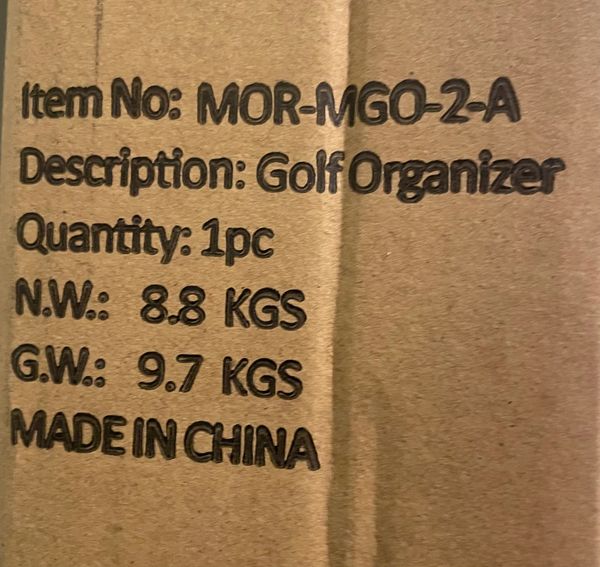 Item No: MOR-MGO-2-A
Description: Golf Organizer
Quantity: 1pc
N.W.: 8.8 KGS
G.W.: 9.7 KGS
MADE IN CHINA